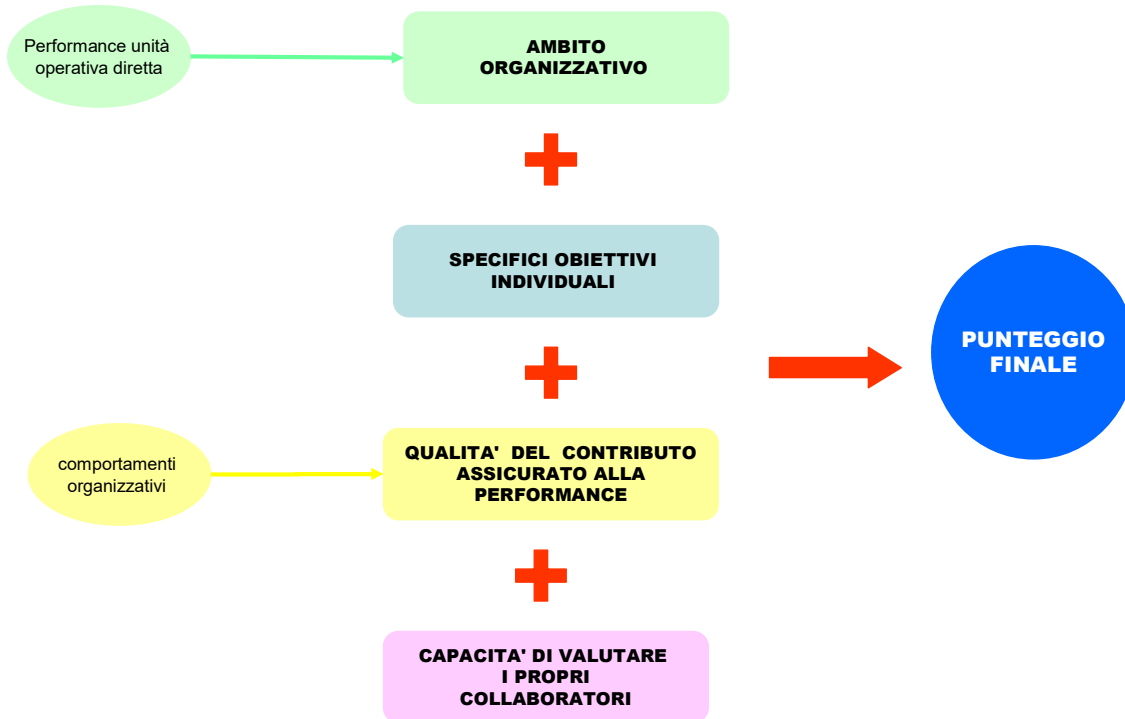 Performance unità
operativa diretta
AMBITO
ORGANIZZATIVO
SPECIFICI OBIETTIVI
INDIVIDUALI
PUNTEGGIO
FINALE
comportamenti
organizzativi
QUALITA' DEL CONTRIBUTO
ASSICURATO ALLA
PERFORMANCE
CAPACITA' DI VALUTARE
I PROPRI
COLLABORATORI